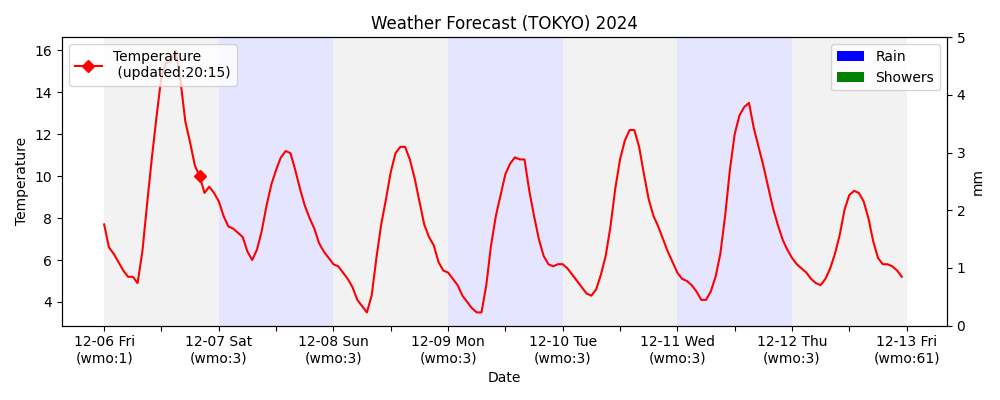 Weather Forecast (TOKYO) 2024
Temperature
(updated:20:15)
Rain
Showers
16
14
12
10
8
6
4
Temperature
5
4
3
2
1
0
mm
12-06 Fri 12-07 Sat 12-08 Sun 12-09 Mon 12-10 Tue 12-11 Wed 12-12 Thu 12-13 Fri
(wmo:1) (wmo:3) (wmo:3) (wmo:3) (wmo:3) (wmo:3) (wmo:3) (wmo:61)
Date